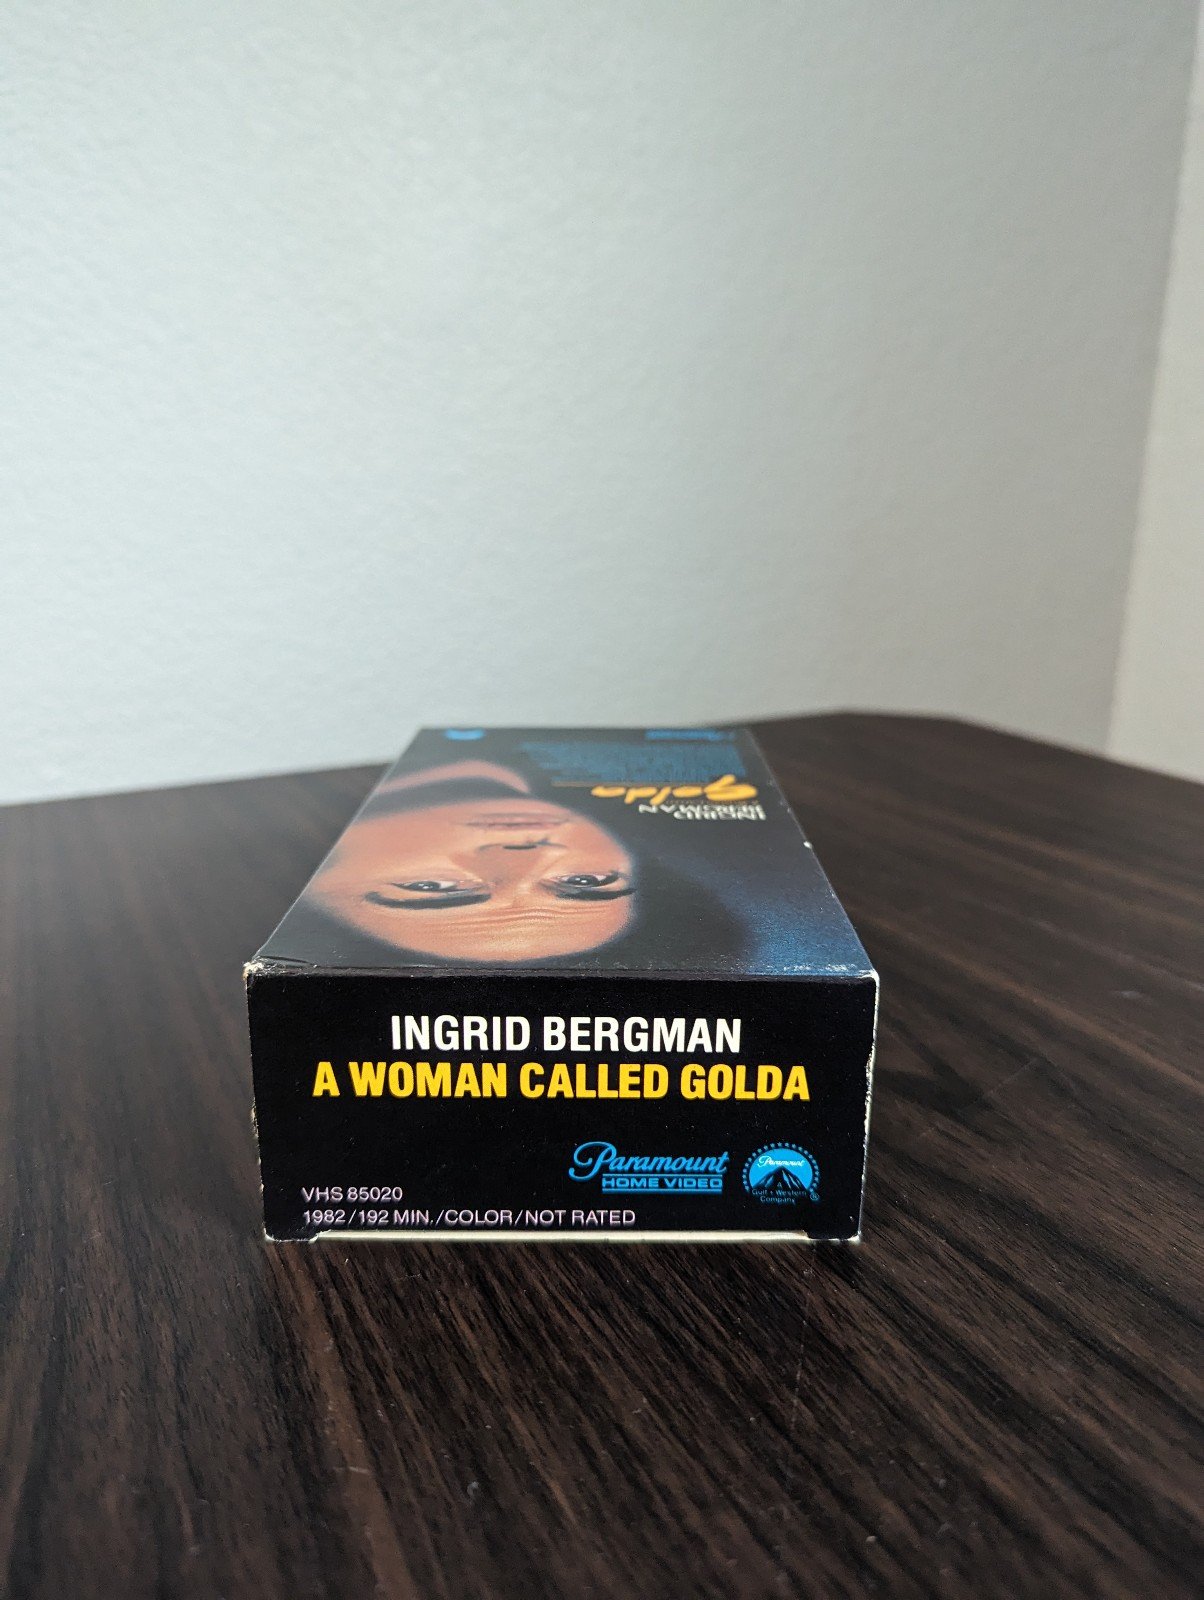 INGRID
BERGMAN
Golda
INGRID BERGMAN
A WOMAN CALLED GOLDA
Paramount
HOME VIDEO
Paramount
A
Gulf + Western
Company
®
VHS 85020
1982/192 MIN./COLOR/NOT RATED